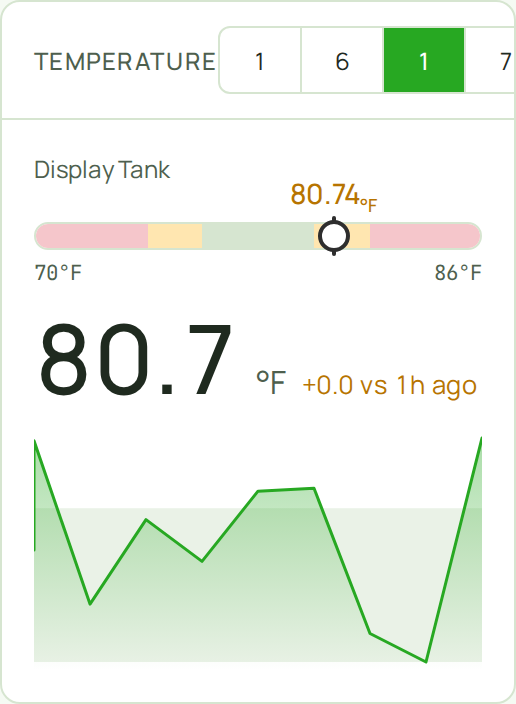 TEMPERATURE 1 6 1 7
Display Tank
80.74°F
70°F 86°F
80.7 °F +0.0 vs 1h ago